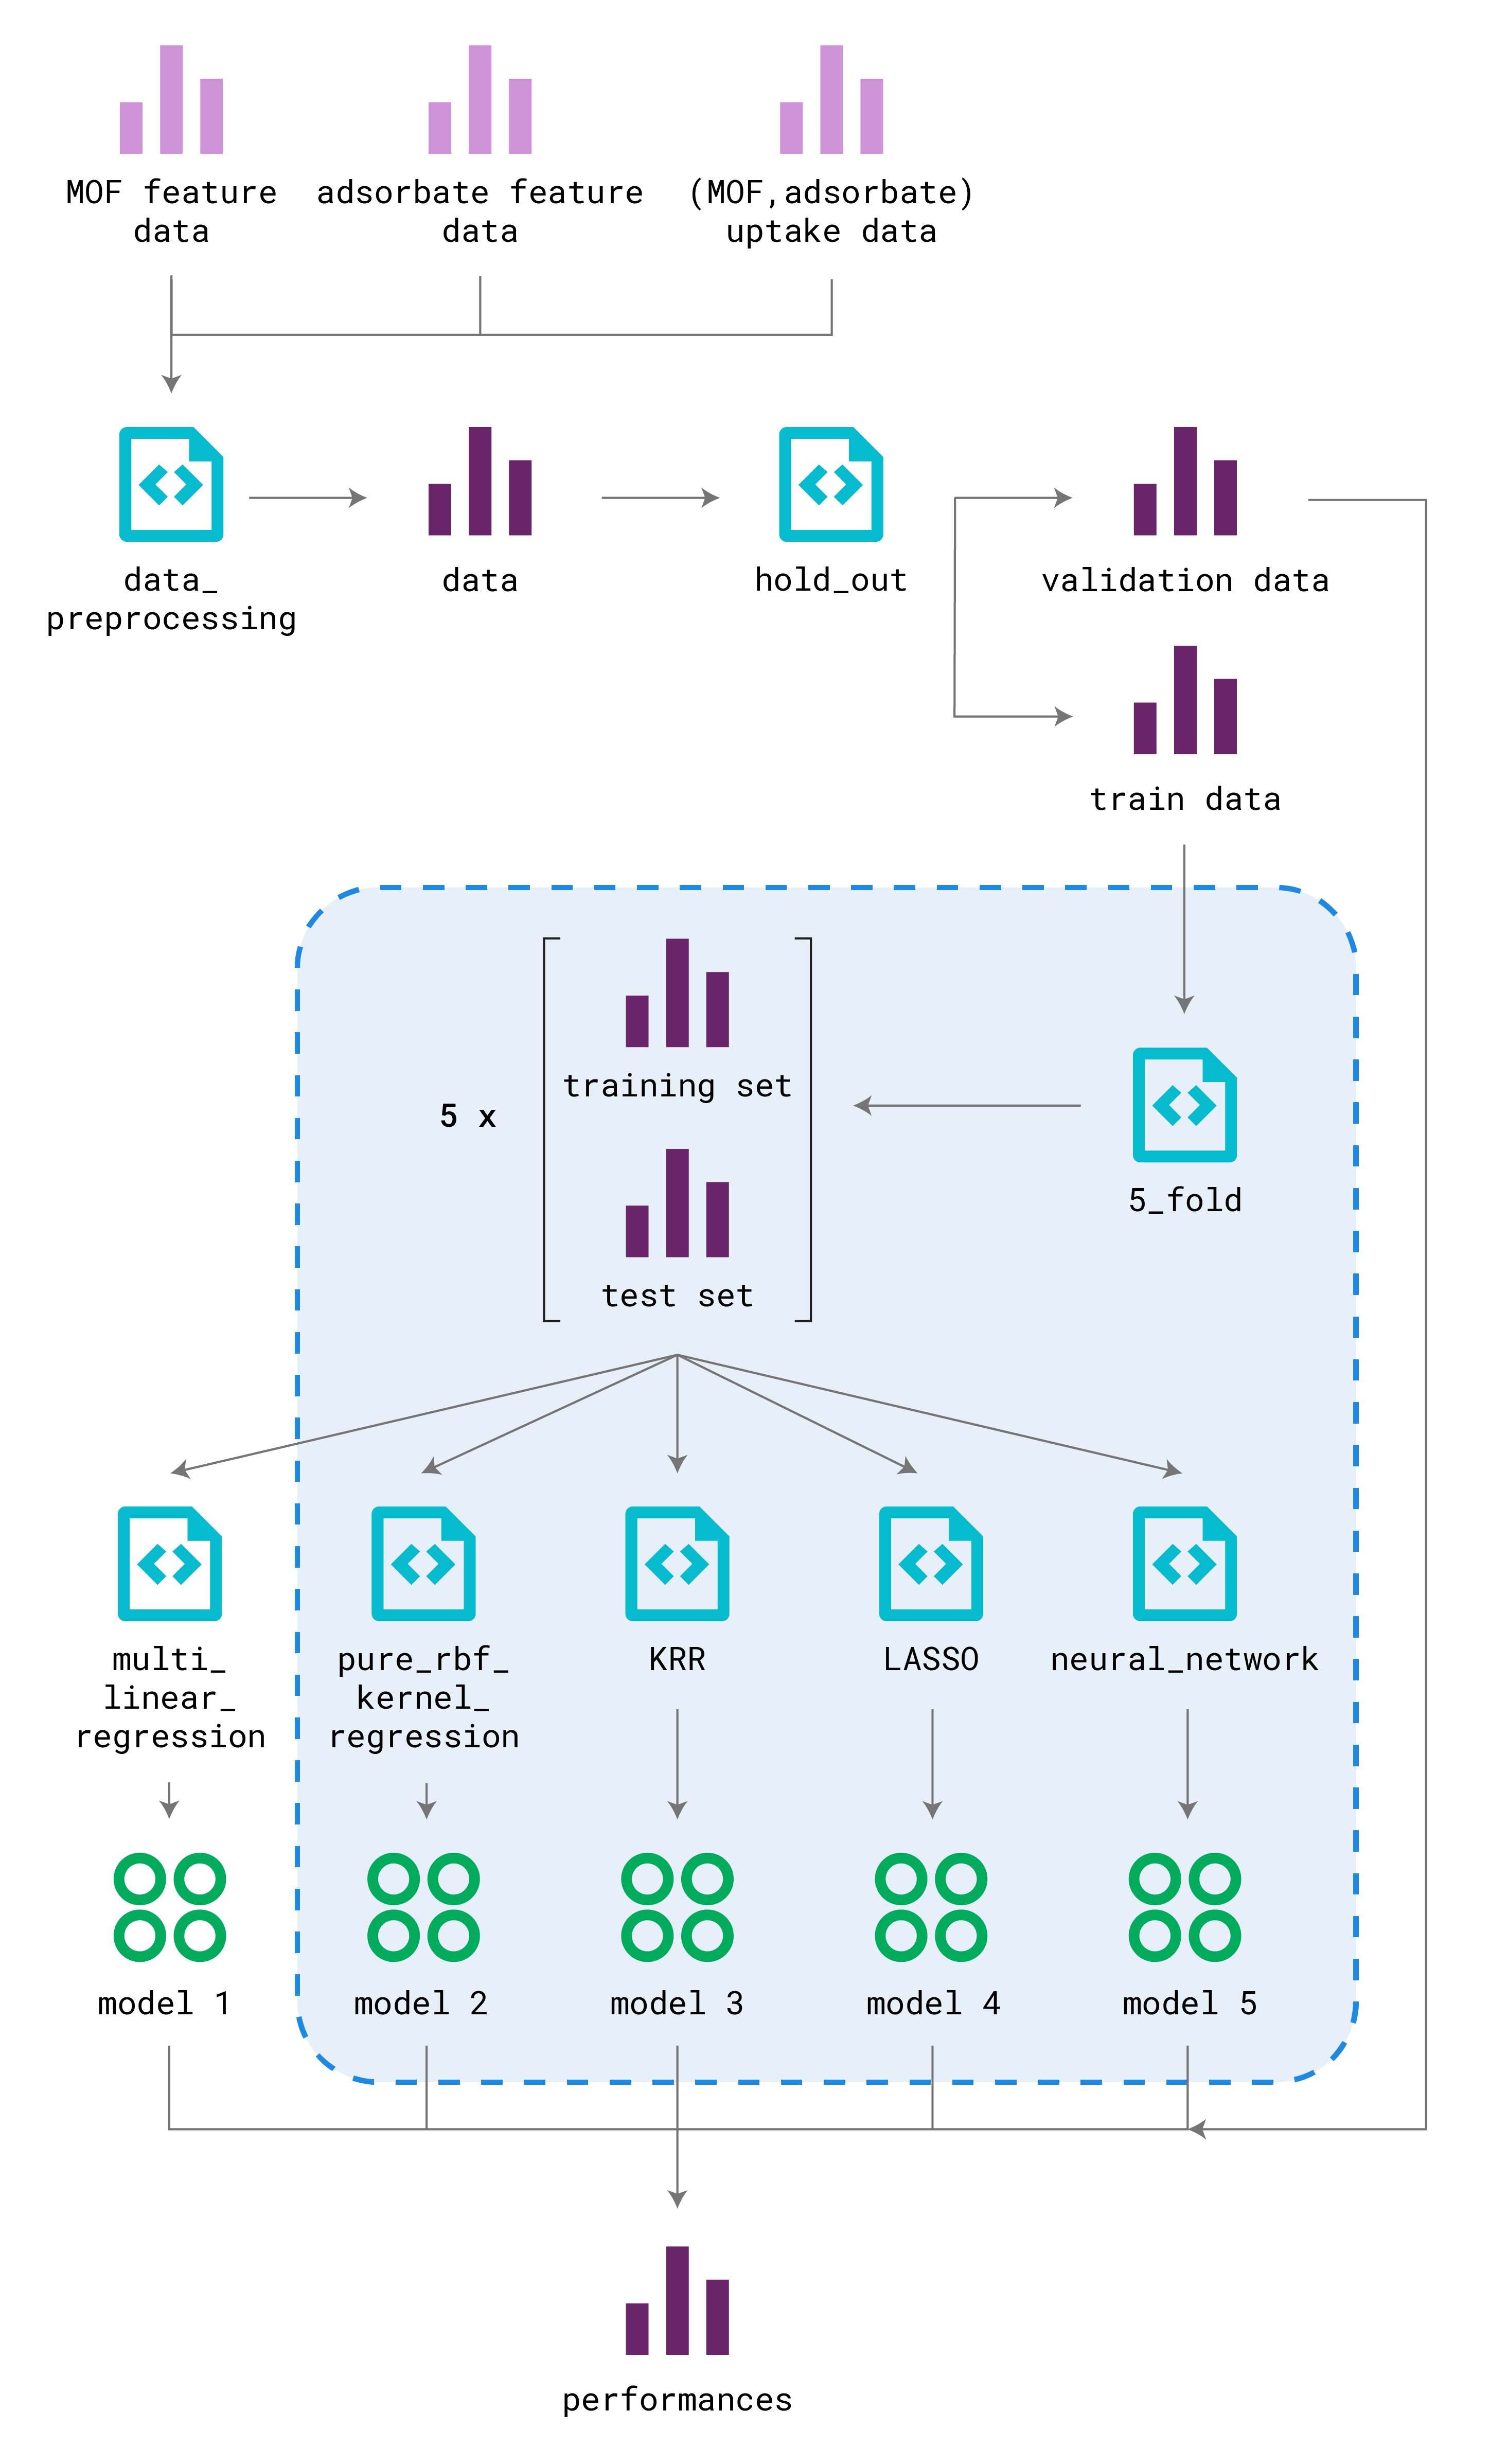 MOF feature
data
adsorbate feature
data
(MOF,adsorbate)
uptake data
data_
preprocessing
data
hold_out
validation data
train data
training set
5 x
test set
5_fold
multi_
linear_
regression
pure_rbf_
kernel_
regression
KRR
LASSO
neural_network
model 1
model 2
model 3
model 4
model 5
performances